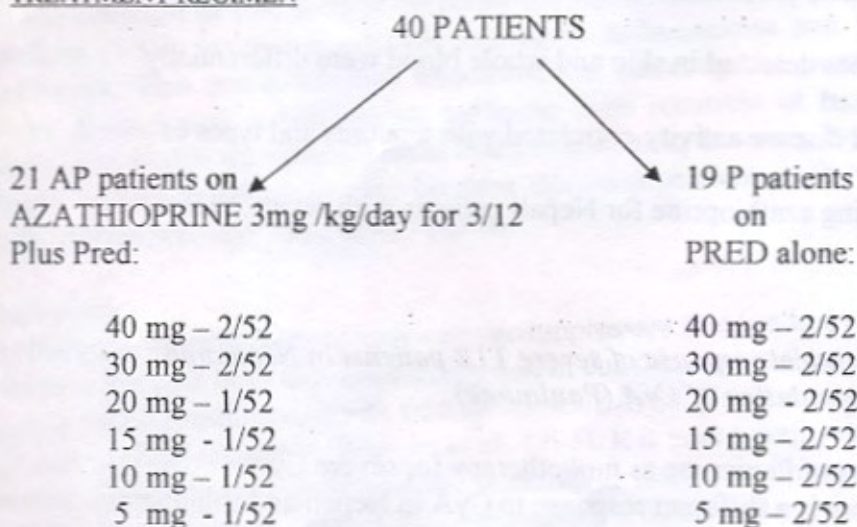 TREATMENT REGIMEN
40 PATIENTS
21 AP patients on
AZATHIOPRINE 3mg /kg/day for 3/12
Plus Pred:
40 mg – 2/52
30 mg – 2/52
20 mg – 1/52
15 mg - 1/52
10 mg – 1/52
5 mg - 1/52
19 P patients
on
PRED alone:
40 mg – 2/52
30 mg – 2/52
20 mg - 2/52
15 mg – 2/52
10 mg – 2/52
5 mg – 2/52